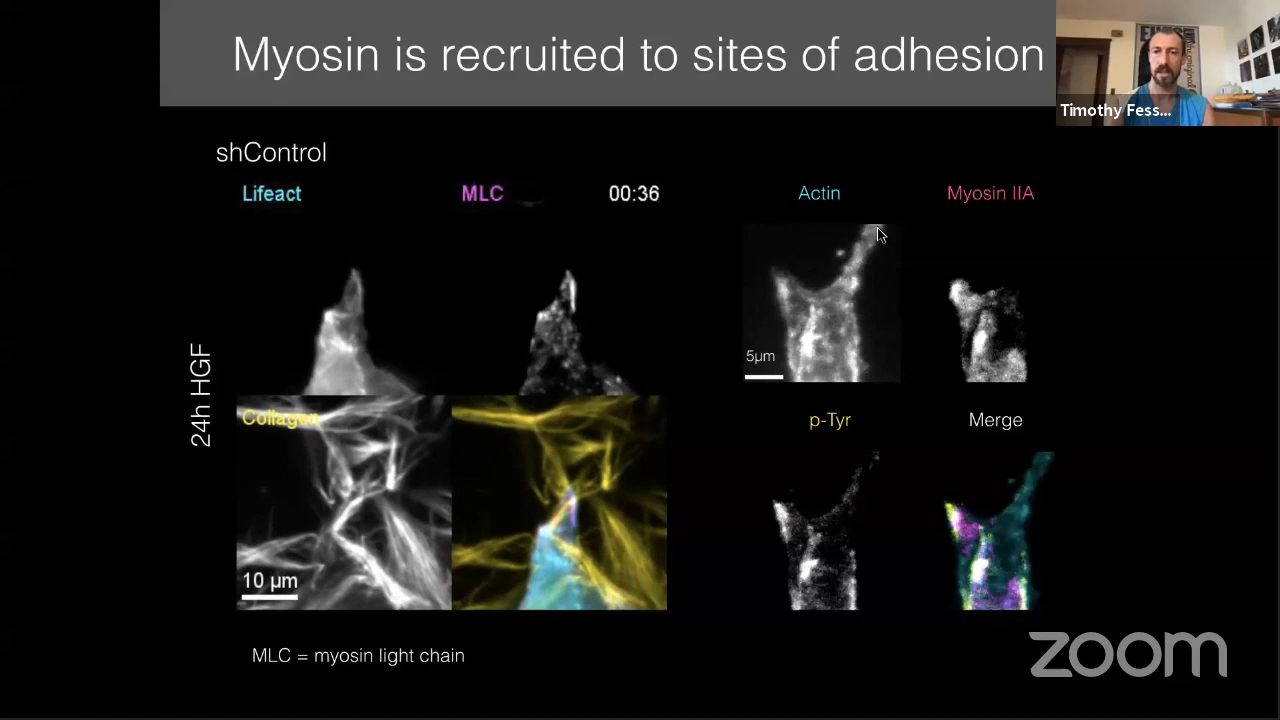 Myosin is recruited to sites of adhesion
Timothy Fess...
shControl
Lifeact
MLC
00:36
Actin
Myosin IIA
24h HGF
5µm
Collagen
p-Tyr
Merge
10 µm
MLC = myosin light chain
zoom